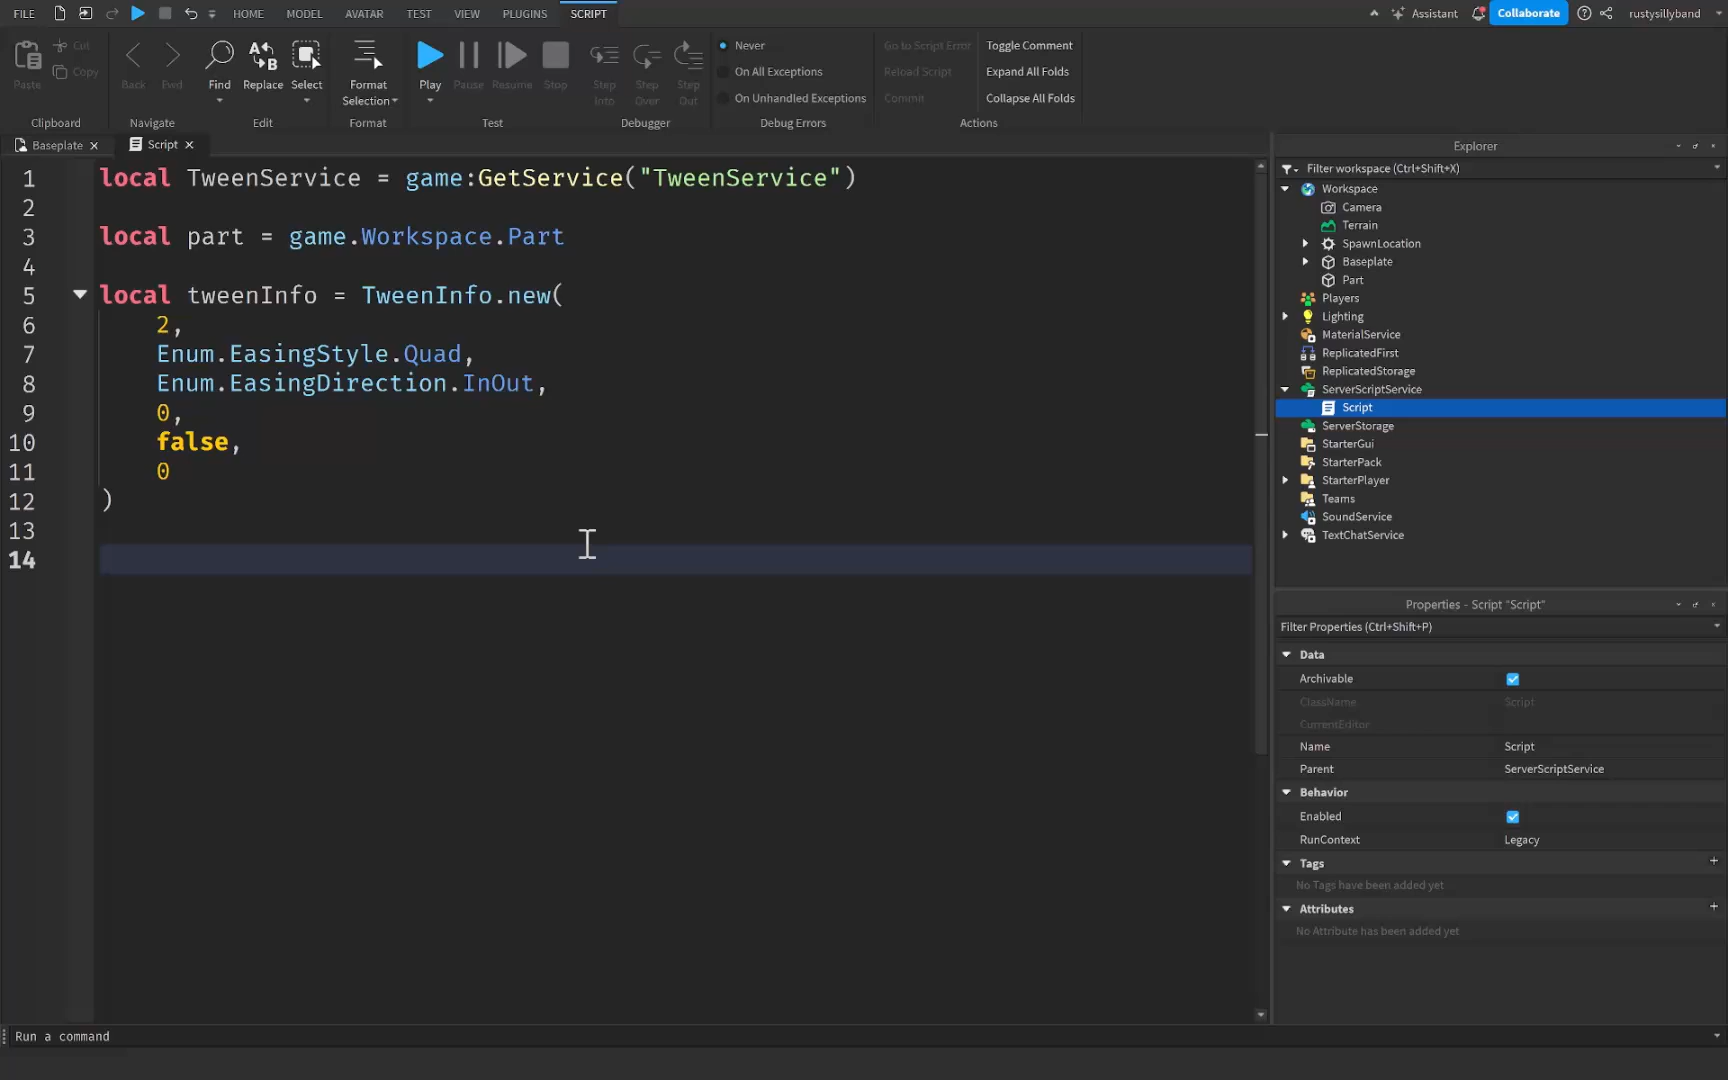 FILE HOME MODEL AVATAR TEST VIEW PLUGINS SCRIPT Assistant Collaborate rustysillyband
Paste Cut Copy
Back Fwd
Find Replace Select
Format Selection
Play Pause Resume Stop
Step Into Step Over Step Out
Never
On All Exceptions
On Unhandled Exceptions
Go to Script Error
Reload Script
Commit
Toggle Comment
Expand All Folds
Collapse All Folds
Clipboard Navigate Edit Format Test Debugger Debug Errors Actions
Baseplate Script
1 local TweenService = game:GetService("TweenService")
2
3 local part = game.Workspace.Part
4
5 local tweenInfo = TweenInfo.new(
6 2,
7 Enum.EasingStyle.Quad,
8 Enum.EasingDirection.InOut,
9 0,
10 false,
11 0
12 )
13
14
Explorer
Filter workspace (Ctrl+Shift+X)
Workspace
Camera
Terrain
SpawnLocation
Baseplate
Part
Players
Lighting
MaterialService
ReplicatedFirst
ReplicatedStorage
ServerScriptService
Script
ServerStorage
StarterGui
StarterPack
StarterPlayer
Teams
SoundService
TextChatService
Properties - Script "Script"
Filter Properties (Ctrl+Shift+P)
Data
Archivable
ClassName Script
CurrentEditor
Name Script
Parent ServerScriptService
Behavior
Enabled
RunContext Legacy
Tags
No Tags have been added yet
Attributes
No Attribute has been added yet
Run a command